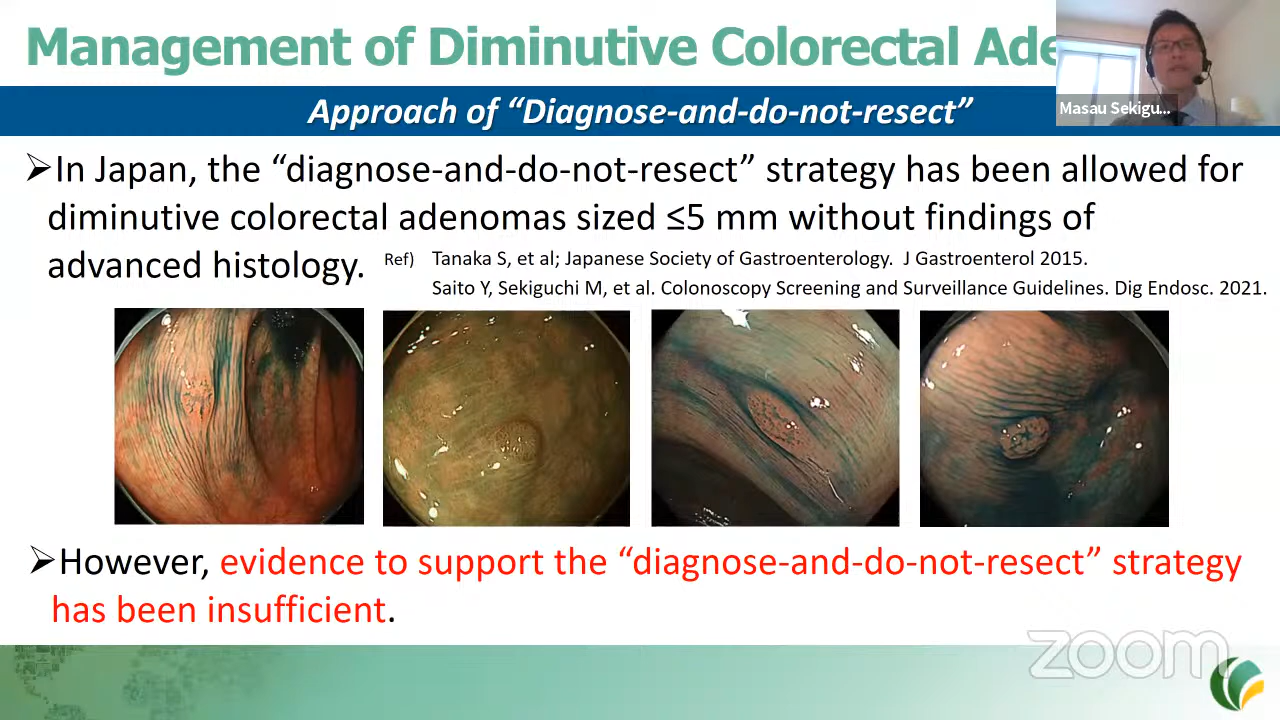 Management of Diminutive Colorectal Ade
Masau Sekigu...
Approach of “Diagnose-and-do-not-resect”
➢In Japan, the “diagnose-and-do-not-resect” strategy has been allowed for
diminutive colorectal adenomas sized ≤5 mm without findings of
advanced histology.
Ref) Tanaka S, et al; Japanese Society of Gastroenterology. J Gastroenterol 2015.
Saito Y, Sekiguchi M, et al. Colonoscopy Screening and Surveillance Guidelines. Dig Endosc. 2021.
➢However, evidence to support the “diagnose-and-do-not-resect” strategy
has been insufficient.
zoom